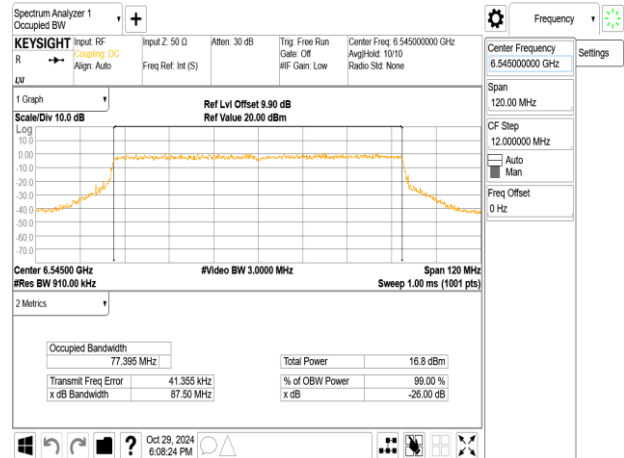 Spectrum Analyzer 1
Occupied BW
Frequency
KEYSIGHT Input: RF Input Z: 50 Ω Atten: 30 dB Trig: Free Run Center Freq: 6.545000000 GHz
R Coupling: DC Gate: Off Avg|Hold: 10/10
Align: Auto Freq Ref: Int (S) #IF Gain: Low Radio Std: None
LXI
Center Frequency
6.545000000 GHz
Settings
Span
120.00 MHz
CF Step
12.000000 MHz
Auto
Man
Freq Offset
0 Hz
1 Graph
Ref Lvl Offset 9.90 dB
Scale/Div 10.0 dB Ref Value 20.00 dBm
Log
10.0
0.00
-10.0
-20.0
-30.0
-40.0
-50.0
-60.0
-70.0
Center 6.54500 GHz #Video BW 3.0000 MHz Span 120 MHz
#Res BW 910.00 kHz Sweep 1.00 ms (1001 pts)
2 Metrics
Occupied Bandwidth
77.395 MHz Total Power 16.8 dBm
Transmit Freq Error 41.355 kHz % of OBW Power 99.00 %
x dB Bandwidth 87.50 MHz x dB -26.00 dB
? Oct 29, 2024
6:08:24 PM